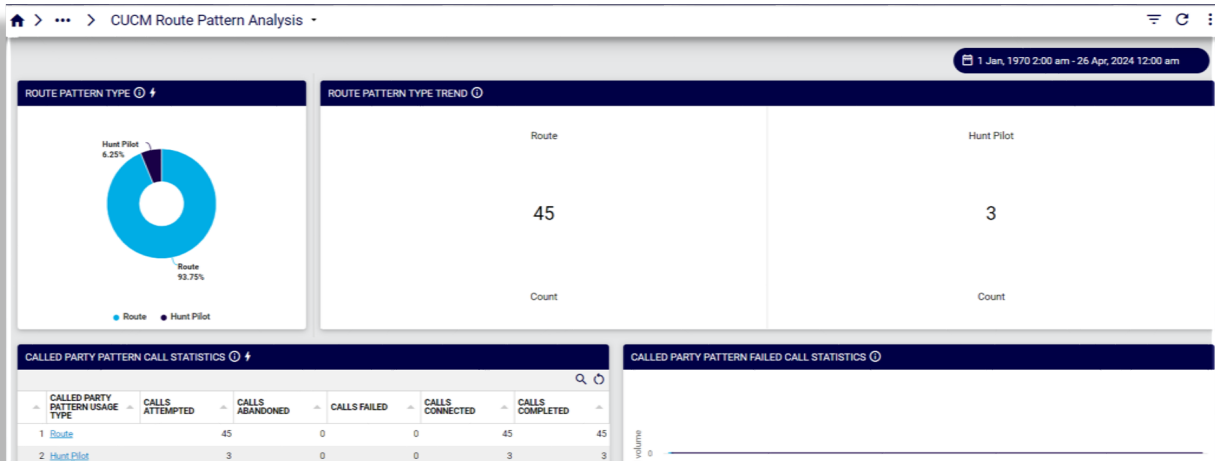 CUCM Route Pattern Analysis
1 Jan, 1970 2:00 am - 26 Apr, 2024 12:00 am
ROUTE PATTERN TYPE
Hunt Pilot
6.25%
Route
93.75%
Route Hunt Pilot
ROUTE PATTERN TYPE TREND
Route
45
Count
Hunt Pilot
3
Count
CALLED PARTY PATTERN CALL STATISTICS
CALLED PARTY
PATTERN USAGE
TYPE
CALLS
ATTEMPTED
CALLS
ABANDONED
CALLS FAILED
CALLS
CONNECTED
CALLS
COMPLETED
1 Route 45 0 0 45 45
2 Hunt Pilot 3 0 0 3 3
CALLED PARTY PATTERN FAILED CALL STATISTICS
volume
0